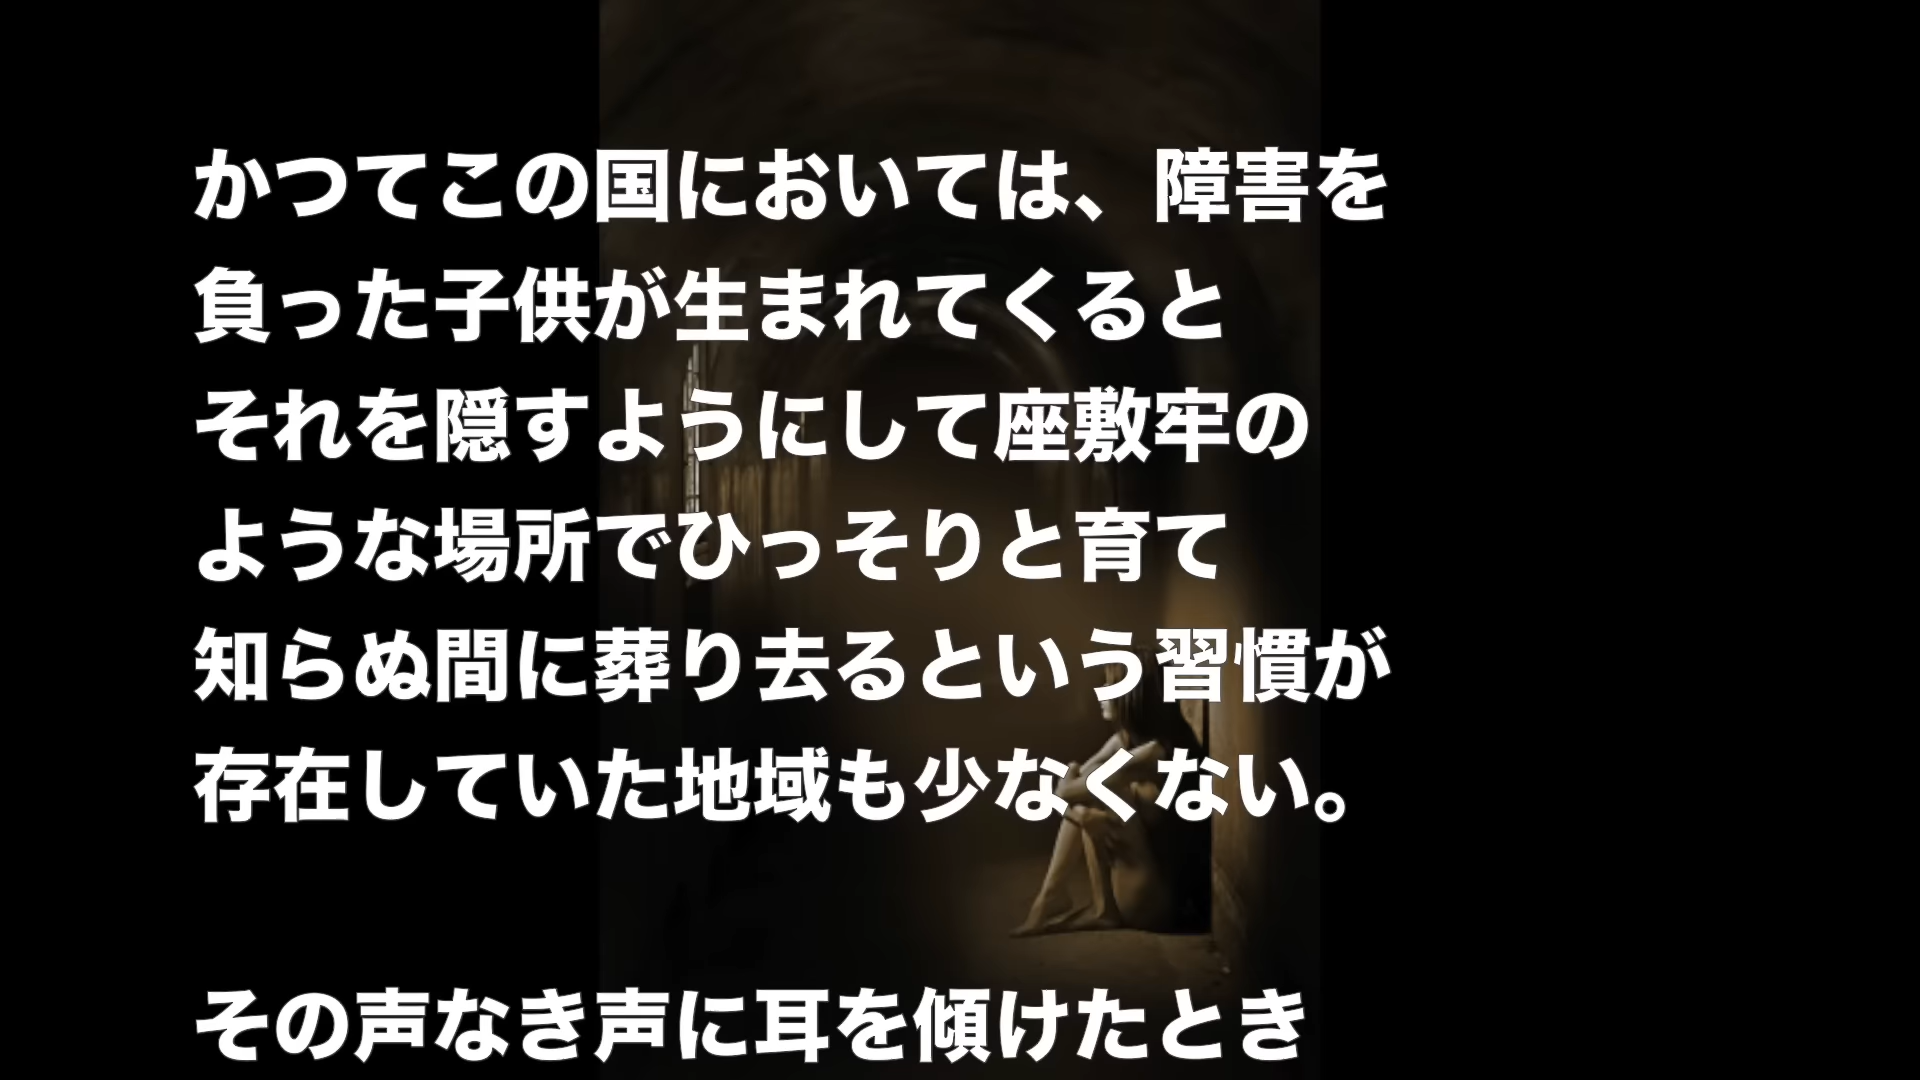 かつてこの国においては、障害を
負った子供が生まれてくると
それを隠すようにして座敷牢の
ような場所でひっそりと育て
知らぬ間に葬り去るという習慣が
存在していた地域も少なくない。
その声なき声に耳を傾けたとき